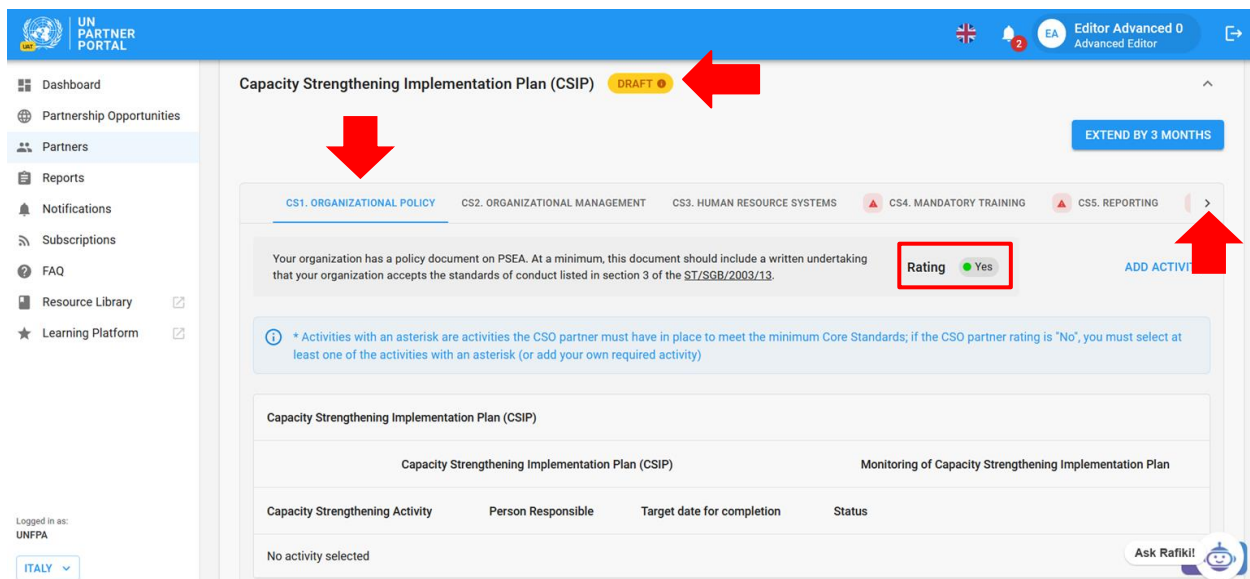 UN
PARTNER
PORTAL
UAT
2
EA
Editor Advanced 0
Advanced Editor
Dashboard
Partnership Opportunities
Partners
Reports
Notifications
Subscriptions
FAQ
Resource Library
Learning Platform
Logged in as:
UNFPA
ITALY
Capacity Strengthening Implementation Plan (CSIP) DRAFT
EXTEND BY 3 MONTHS
CS1. ORGANIZATIONAL POLICY CS2. ORGANIZATIONAL MANAGEMENT CS3. HUMAN RESOURCE SYSTEMS CS4. MANDATORY TRAINING CS5. REPORTING
Your organization has a policy document on PSEA. At a minimum, this document should include a written undertaking
that your organization accepts the standards of conduct listed in section 3 of the ST/SGB/2003/13.
Rating Yes
ADD ACTIVIT
* Activities with an asterisk are activities the CSO partner must have in place to meet the minimum Core Standards; if the CSO partner rating is "No", you must select at
least one of the activities with an asterisk (or add your own required activity)
Capacity Strengthening Implementation Plan (CSIP)
Capacity Strengthening Implementation Plan (CSIP) Monitoring of Capacity Strengthening Implementation Plan
Capacity Strengthening Activity Person Responsible Target date for completion Status
No activity selected
Ask Rafiki!